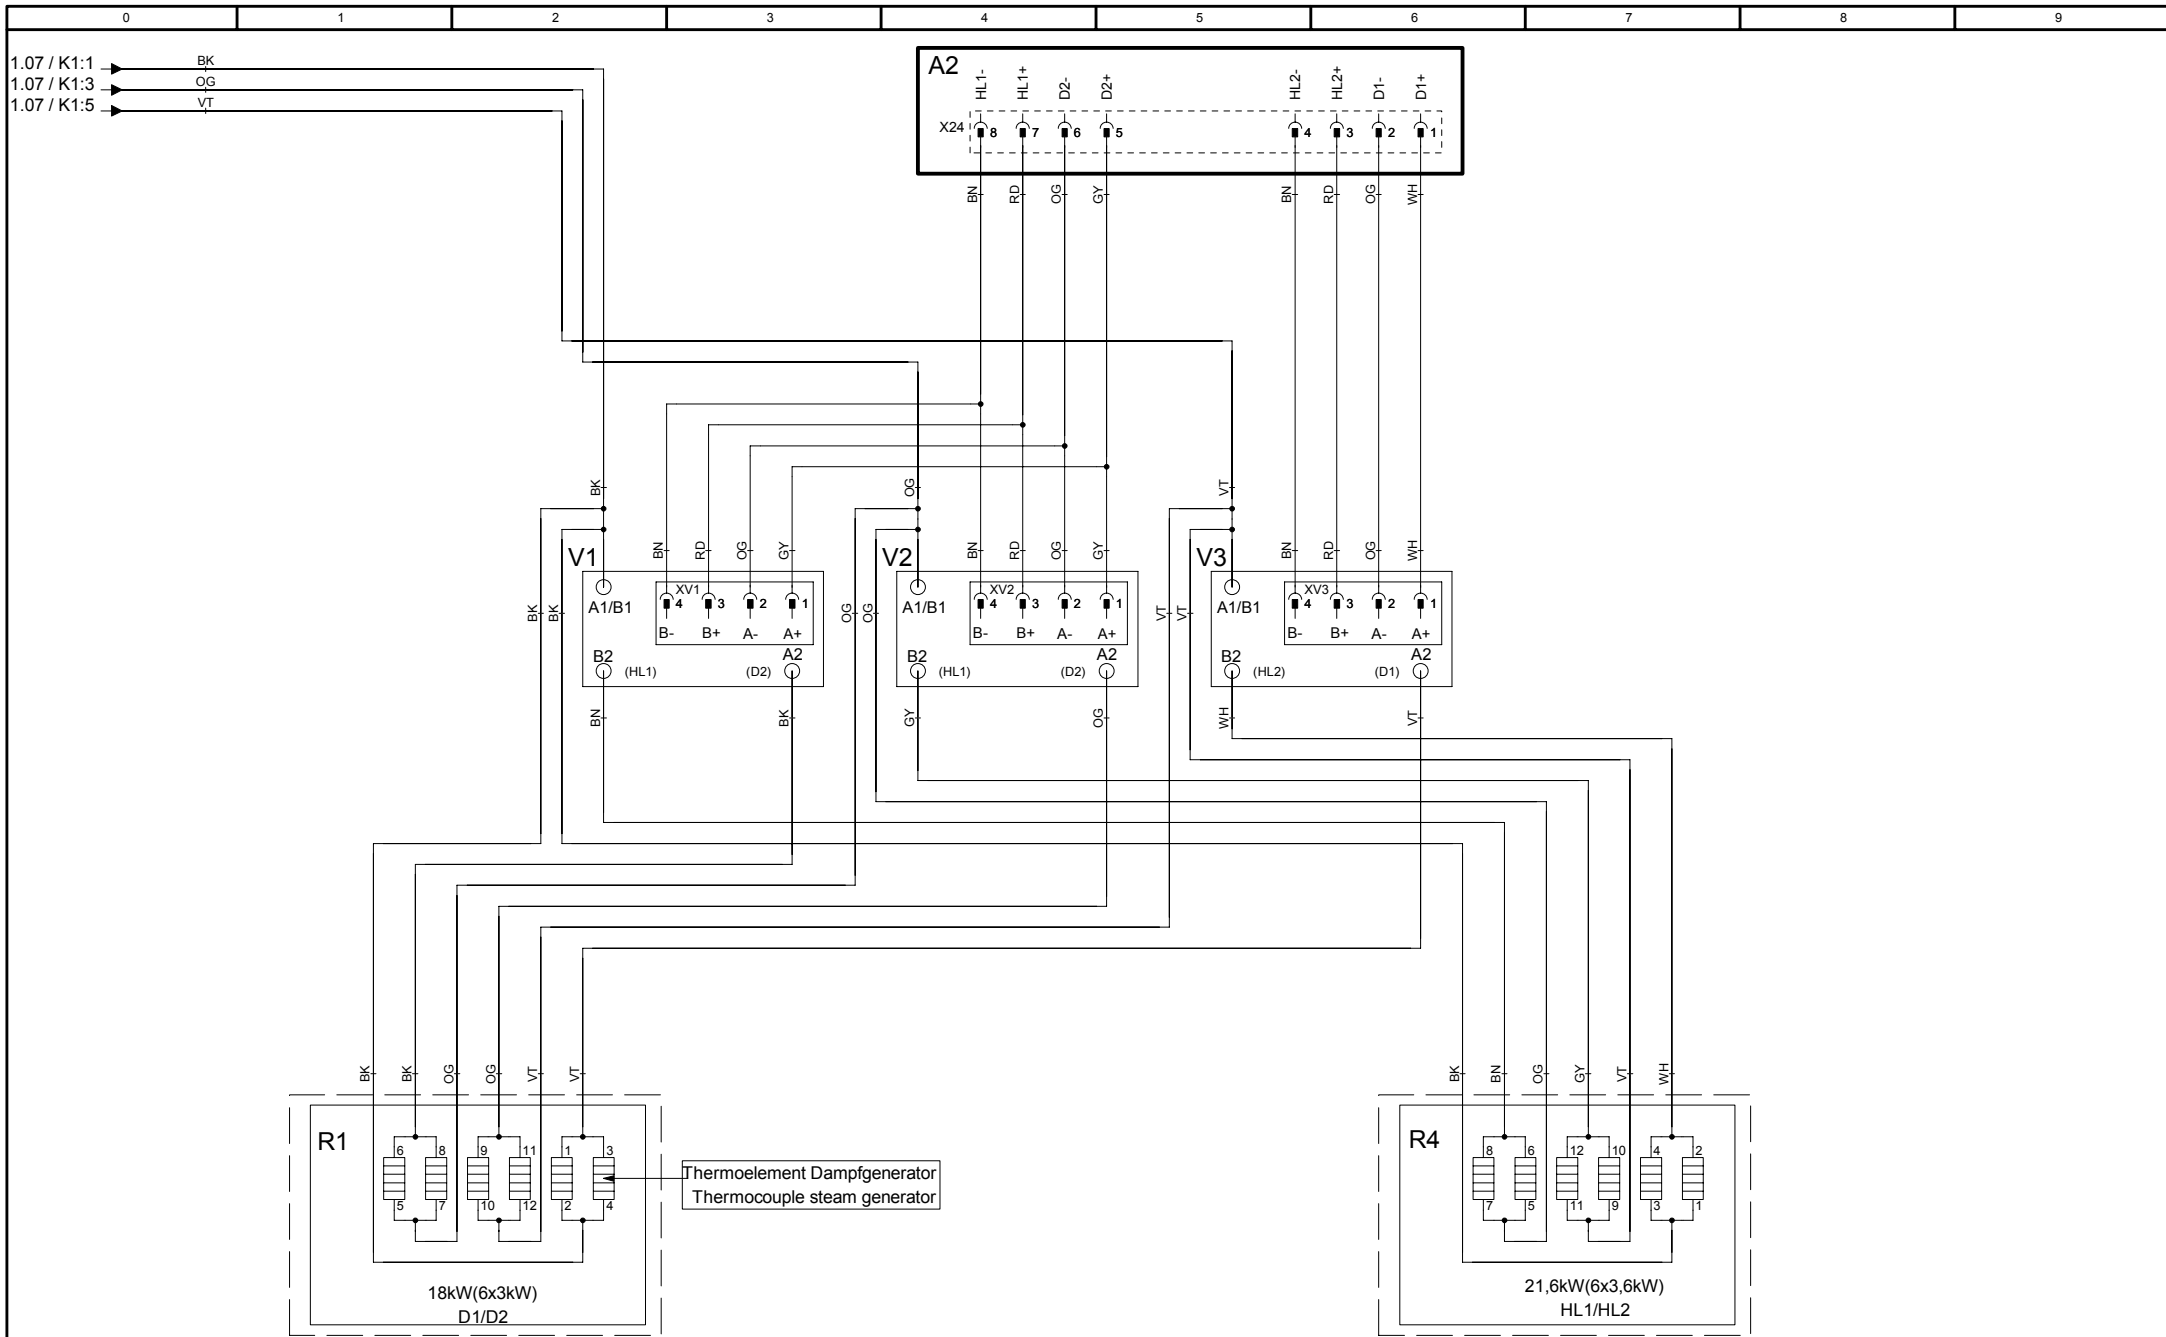 0 1 2 3 4 5 6 7 8 9
1.07 / K1:1 BK
1.07 / K1:3 OG
1.07 / K1:5 VT
A2
HL1- HL1+ D2- D2+ HL2- HL2+ D1- D1+
X24 8 7 6 5 4 3 2 1
BN RD OG GY BN RD OG WH
BK OG VT
V1 BN RD OG GY V2 BN RD OG GY V3 BN RD OG WH
XV1 XV2 XV3
A1/B1 4 3 2 1 A1/B1 4 3 2 1 A1/B1 4 3 2 1
BK BK OG OG VT VT
B- B+ A- A+ B- B+ A- A+ B- B+ A- A+
B2 (HL1) (D2) A2 B2 (HL1) (D2) A2 B2 (HL2) (D1) A2
BN BK GY OG WH VT
BK BK OG OG VT VT BK BN OG GY VT WH
R1 R4
6 8 9 11 1 3 8 6 12 10 4 2
Thermoelement Dampfgenerator
Thermocouple steam generator
5 7 10 12 2 4 7 5 11 9 3 1
18kW(6x3kW)
D1/D2
21,6kW(6x3,6kW)
HL1/HL2